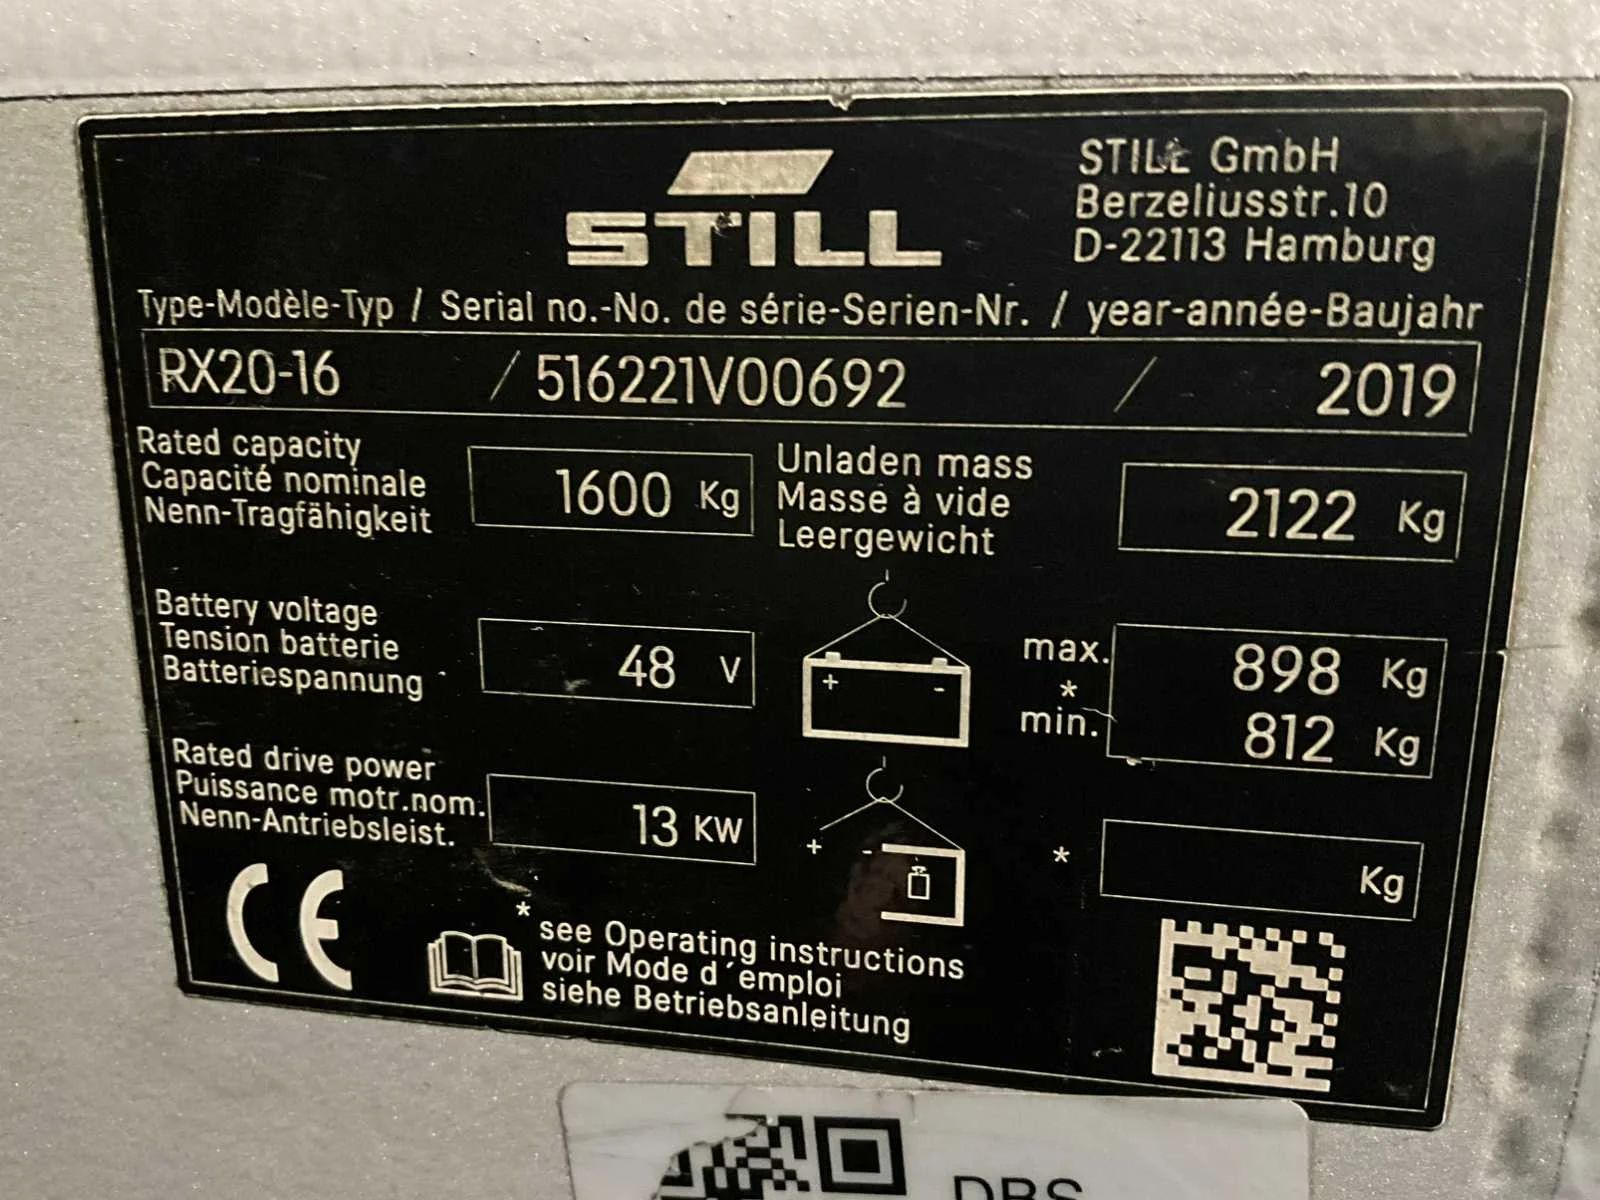 STILL
STILL GmbH
Berzeliusstr.10
D-22113 Hamburg
Type-Modèle-Typ / Serial no.-No. de série-Serien-Nr. / year-année-Baujahr
RX20-16 / 516221V00692 / 2019
Rated capacity
Capacité nominale
Nenn-Tragfähigkeit
1600 Kg
Unladen mass
Masse à vide
Leergewicht
2122 Kg
Battery voltage
Tension batterie
Batteriespannung
48 V
+ -
max. 898 Kg
*
min. 812 Kg
Rated drive power
Puissance motr.nom.
Nenn-Antriebsleist.
13 KW
+ -
* Kg
CE
* see Operating instructions
voir Mode d´emploi
siehe Betriebsanleitung
DBS